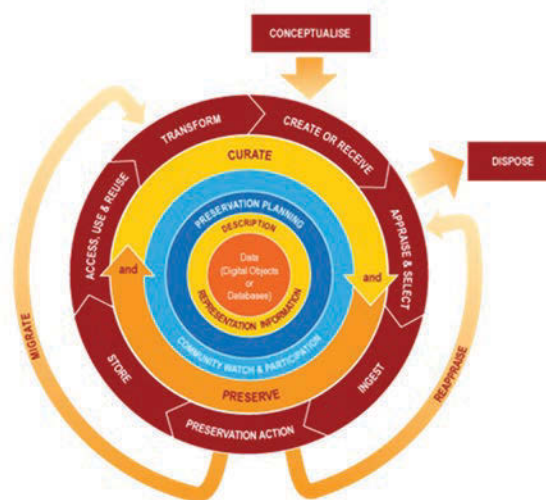 CONCEPTUALISE
CREATE OR RECEIVE
DISPOSE
APPRAISE & SELECT
INGEST
PRESERVATION ACTION
STORE
ACCESS, USE & REUSE
TRANSFORM
MIGRATE
REAPPRAISE
CURATE
and
PRESERVE
and
COMMUNITY WATCH & PARTICIPATION
PRESERVATION PLANNING
DESCRIPTION
REPRESENTATION INFORMATION
Data
(Digital Objects
or
Databases)